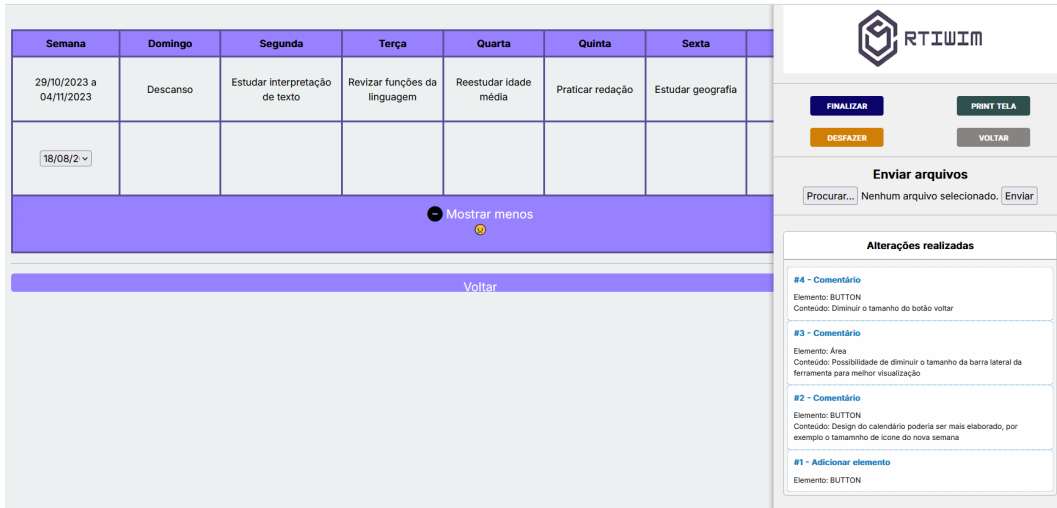 Semana Domingo Segunda Terça Quarta Quinta Sexta
29/10/2023 a
04/11/2023
Descanso
Estudar interpretação
de texto
Revizar funções da
linguagem
Reestudar idade
média
Praticar redação
Estudar geografia
18/08/2
Mostrar menos
Voltar
RTIWIM
FINALIZAR
PRINT TELA
DESFAZER
VOLTAR
Enviar arquivos
Procurar... Nenhum arquivo selecionado. Enviar
Alterações realizadas
#4 - Comentário
Elemento: BUTTON
Conteúdo: Diminuir o tamanho do botão voltar
#3 - Comentário
Elemento: Área
Conteúdo: Possibilidade de diminuir o tamanho da barra lateral da
ferramenta para melhor visualização
#2 - Comentário
Elemento: BUTTON
Conteúdo: Design do calendário poderia ser mais elaborado, por
exemplo o tamamnho de ícone do nova semana
#1 - Adicionar elemento
Elemento: BUTTON